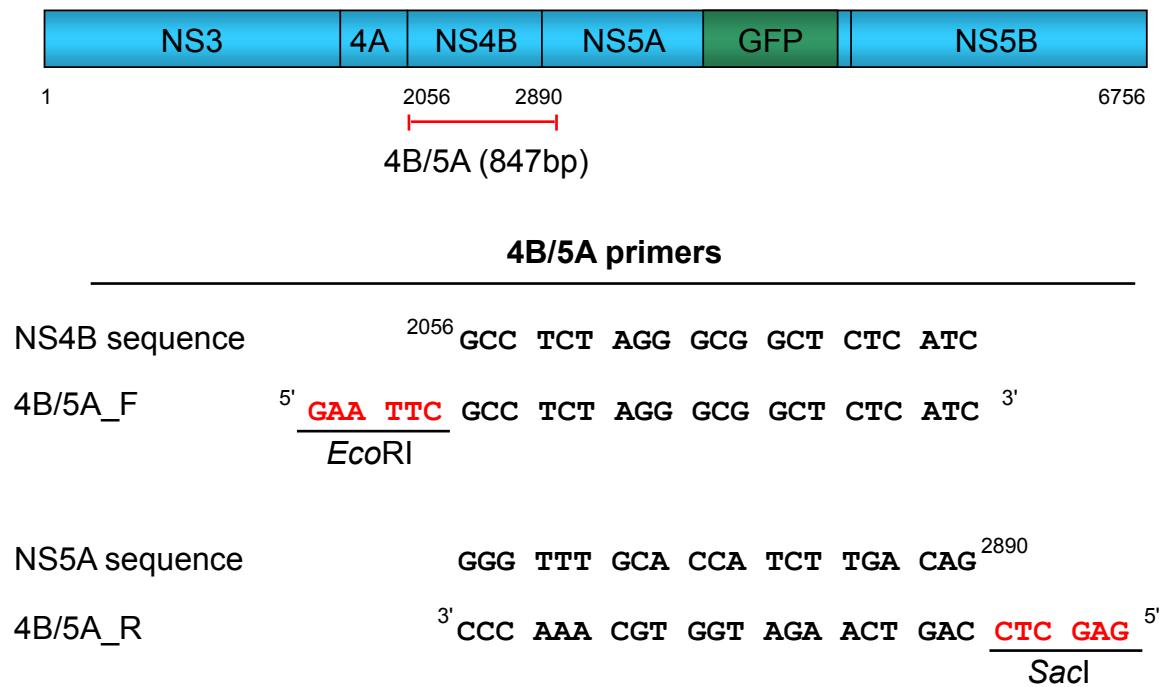 NS3 4A NS4B NS5A GFP NS5B
1 2056 2890 6756
4B/5A (847bp)
4B/5A primers
NS4B sequence 2056 GCC TCT AGG GCG GCT CTC ATC
4B/5A_F 5' GAA TTC GCC TCT AGG GCG GCT CTC ATC 3'
EcoRI
NS5A sequence GGG TTT GCA CCA TCT TGA CAG 2890
4B/5A_R 3' CCC AAA CGT GGT AGA ACT GAC CTC GAG 5'
SacI